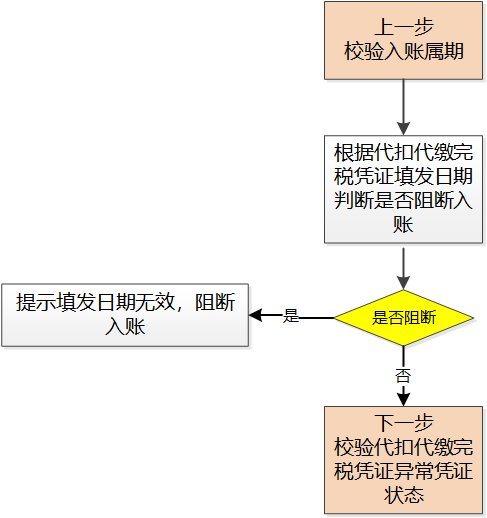 上一步
校验入账属期
根据代扣代缴完
税凭证填发日期
判断是否阻断入
账
提示填发日期无效，阻断
入账
是
是否阻断
否
下一步
校验代扣代缴完
税凭证异常凭证
状态